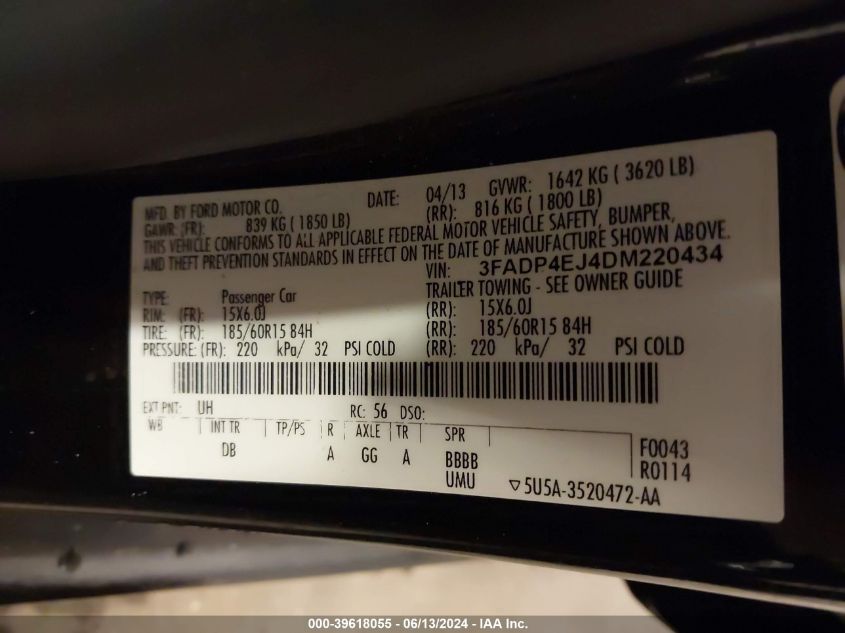 MFD. BY FORD MOTOR CO. DATE: 04/13 GVWR: 1642 KG ( 3620 LB)
GAWR: (FR): 839 KG ( 1850 LB) (RR): 816 KG ( 1800 LB)
THIS VEHICLE CONFORMS TO ALL APPLICABLE FEDERAL MOTOR VEHICLE SAFETY, BUMPER,
AND THEFT PREVENTION STANDARDS IN EFFECT ON THE DATE OF MANUFACTURE SHOWN ABOVE.
VIN: 3FADP4EJ4DM220434
TYPE: Passenger Car TRAILER TOWING - SEE OWNER GUIDE
RIM: (FR): 15X6.0J (RR): 15X6.0J
TIRE: (FR): 185/60R15 84H (RR): 185/60R15 84H
PRESSURE: (FR): 220 kPa/ 32 PSI COLD (RR): 220 kPa/ 32 PSI COLD
EXT PNT: UH RC: 56 DSO:
WB INT TR TP/PS R AXLE TR SPR
DB A GG A BBBB
UMU
F0043
R0114
▽5U5A-3520472-AA
000-39618055 - 06/13/2024 - IAA Inc.